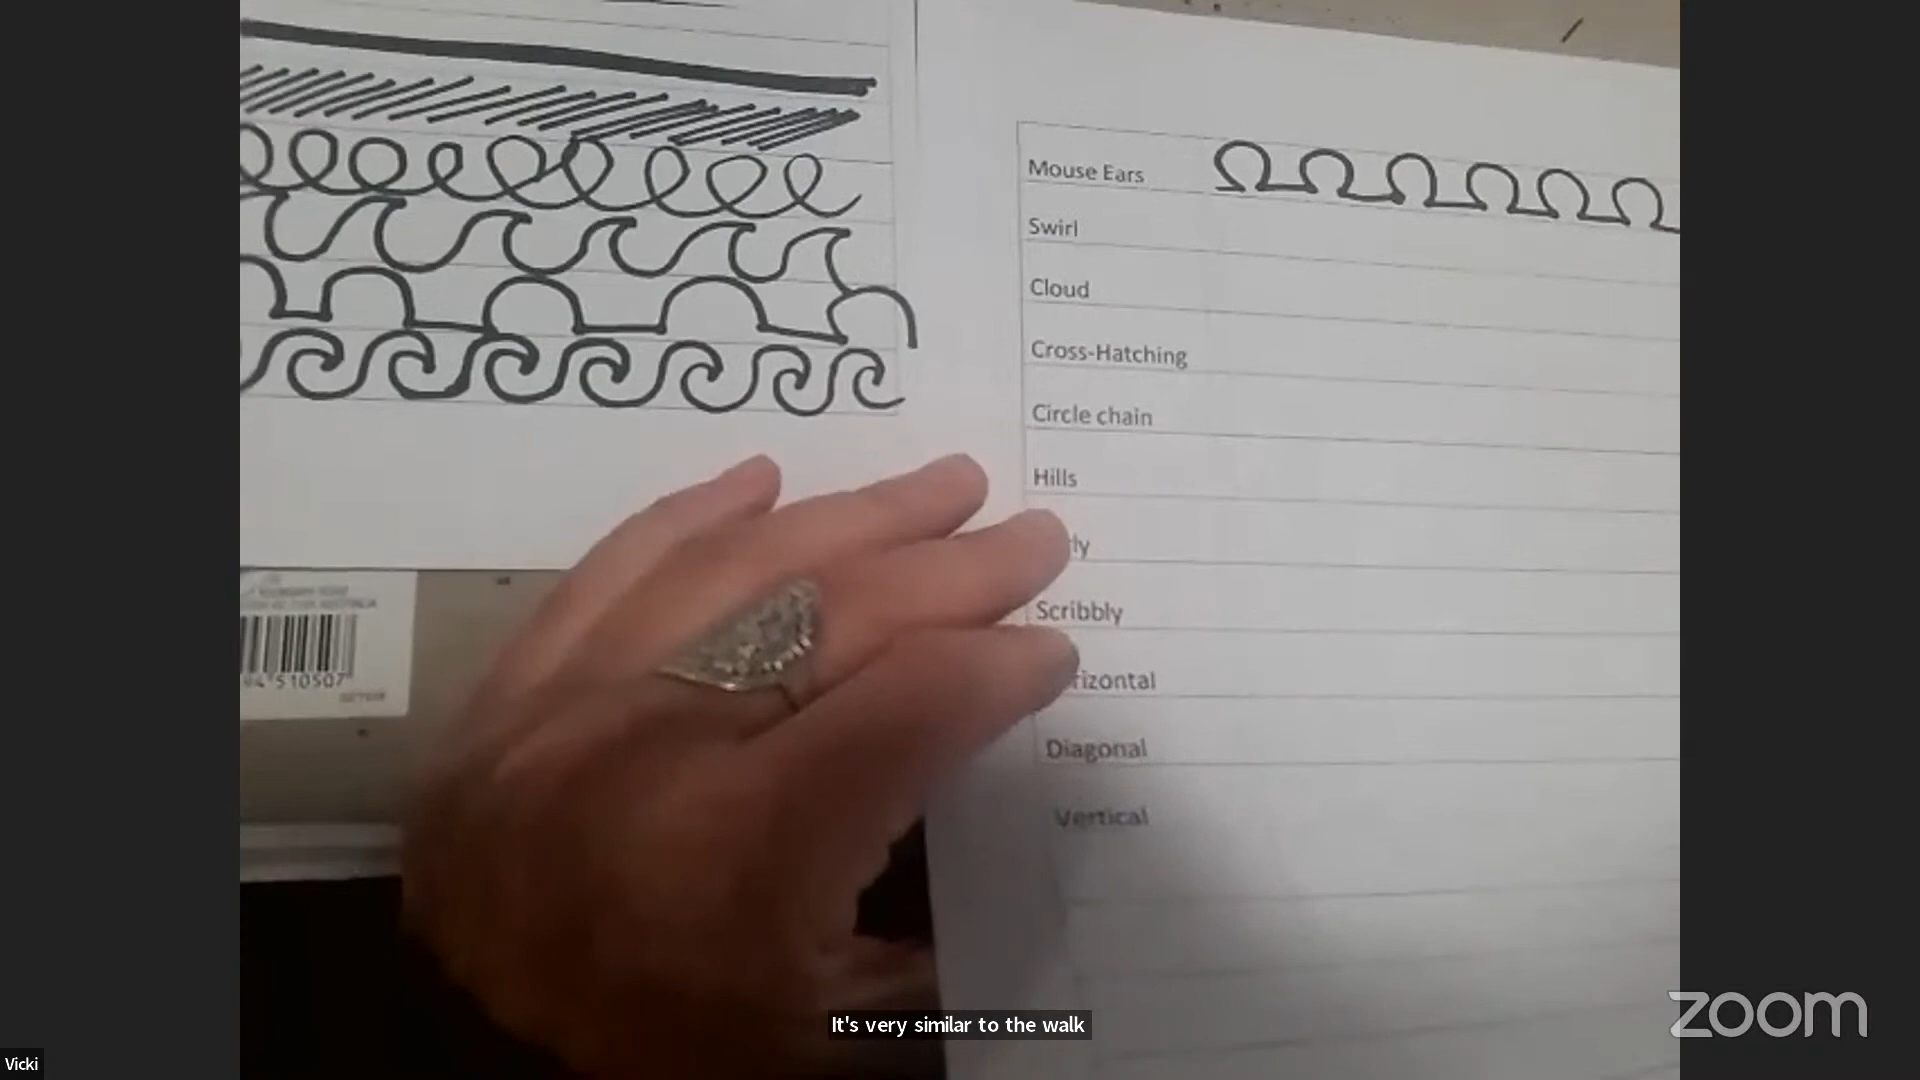 Mouse Ears
Swirl
Cloud
Cross-Hatching
Circle chain
Hills
Scribbly
Diagonal
Vertical
It's very similar to the walk
Vicki
zoom